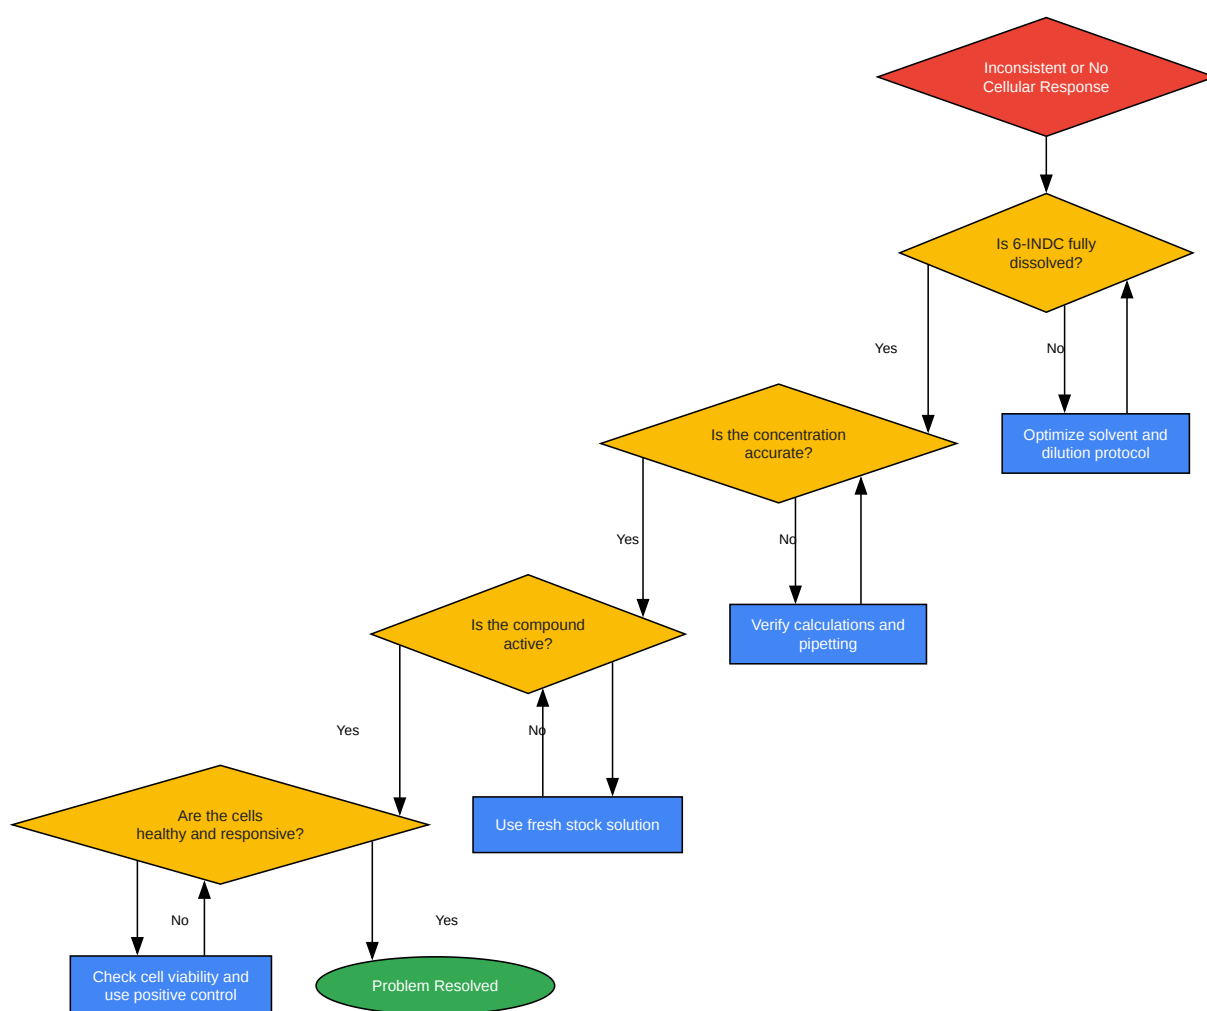 Inconsistent or No
Cellular Response
Is 6-INDC fully
dissolved?
Yes
No
Is the concentration
accurate?
Optimize solvent and
dilution protocol
Yes
No
Is the compound
active?
Verify calculations and
pipetting
Yes
No
Are the cells
healthy and responsive?
Use fresh stock solution
No
Yes
Check cell viability and
use positive control
Problem Resolved